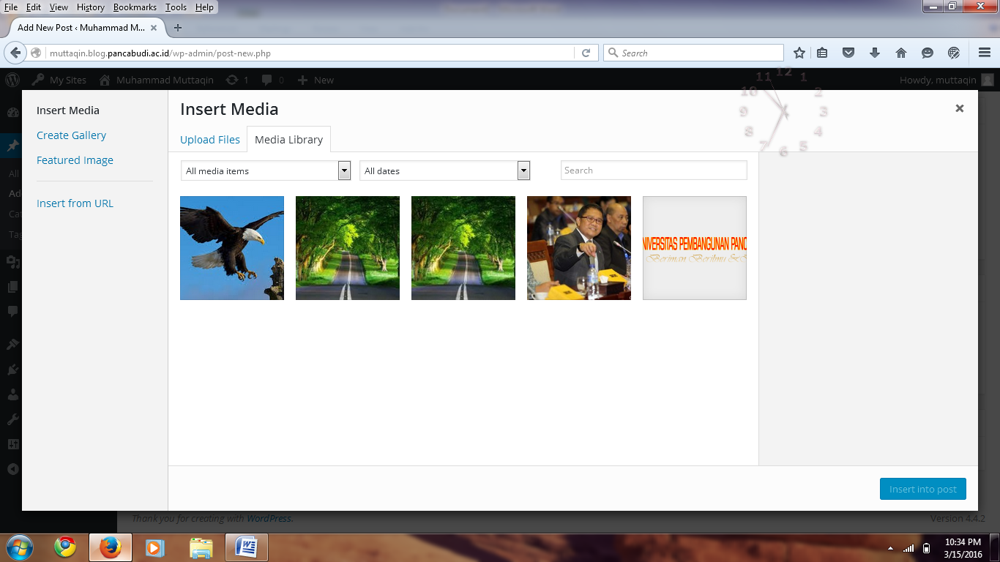 File Edit View History Bookmarks Tools Help
Add New Post ‹ Muhammad M...
muttaqin.blog.pancabudi.ac.id/wp-admin/post-new.php
Search
My Sites Muhammad Muttaqin 1 0 New
Howdy, muttaqin
11 12 1
10 2
9 3
8 4
7 6 5
Insert Media
Create Gallery
Featured Image
Insert from URL
Insert Media
Upload Files Media Library
All media items All dates Search
NIVERSITAS PEMBANGUNAN PANC
Beriman Berilmu &
All
Ad
Cat
Tag
Insert into post
Thank you for creating with WordPress.
Version 4.4.2
10:34 PM
3/15/2016